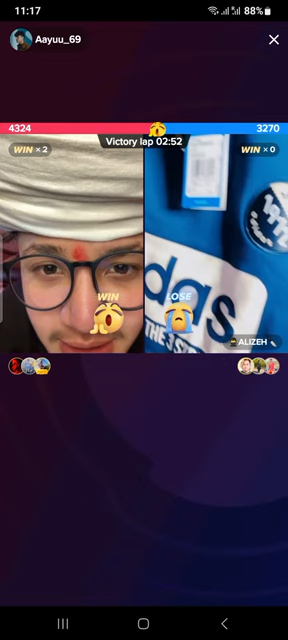 11:17
88%
Aayuu_69
4324
3270
Victory lap 02:52
WIN × 2
WIN × 0
WIN
LOSE
das
THE 3 S
1972
ALIZEH